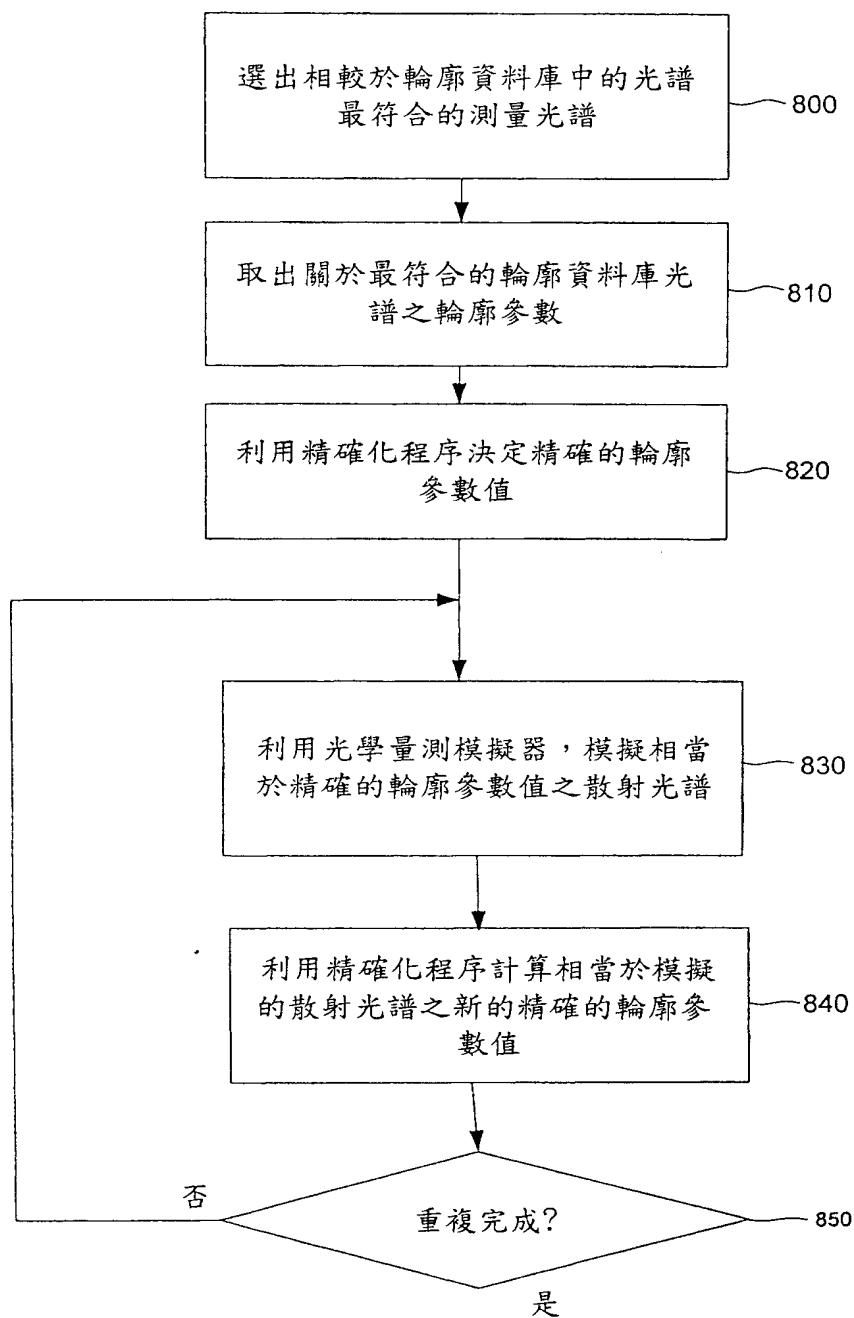 選出相較於輪廓資料庫中的光譜
最符合的測量光譜
800
取出關於最符合的輪廓資料庫光
譜之輪廓參數
810
利用精確化程序決定精確的輪廓
參數值
820
利用光學量測模擬器，模擬相當
於精確的輪廓參數值之散射光譜
830
利用精確化程序計算相當於模擬
的散射光譜之新的精確的輪廓參
數值
840
否
重複完成?
850
是